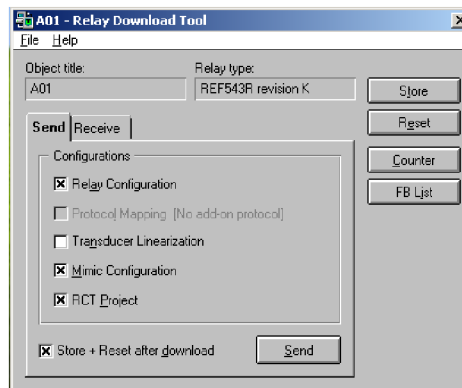 A01 - Relay Download Tool
File Help
Object title: Relay type:
A01 REF543R revision K
Store
Send Receive
Reset
Configurations
Counter
Relay Configuration
FB List
Protocol Mapping [No add-on protocol]
Transducer Linearization
Mimic Configuration
RCT Project
Store + Reset after download Send